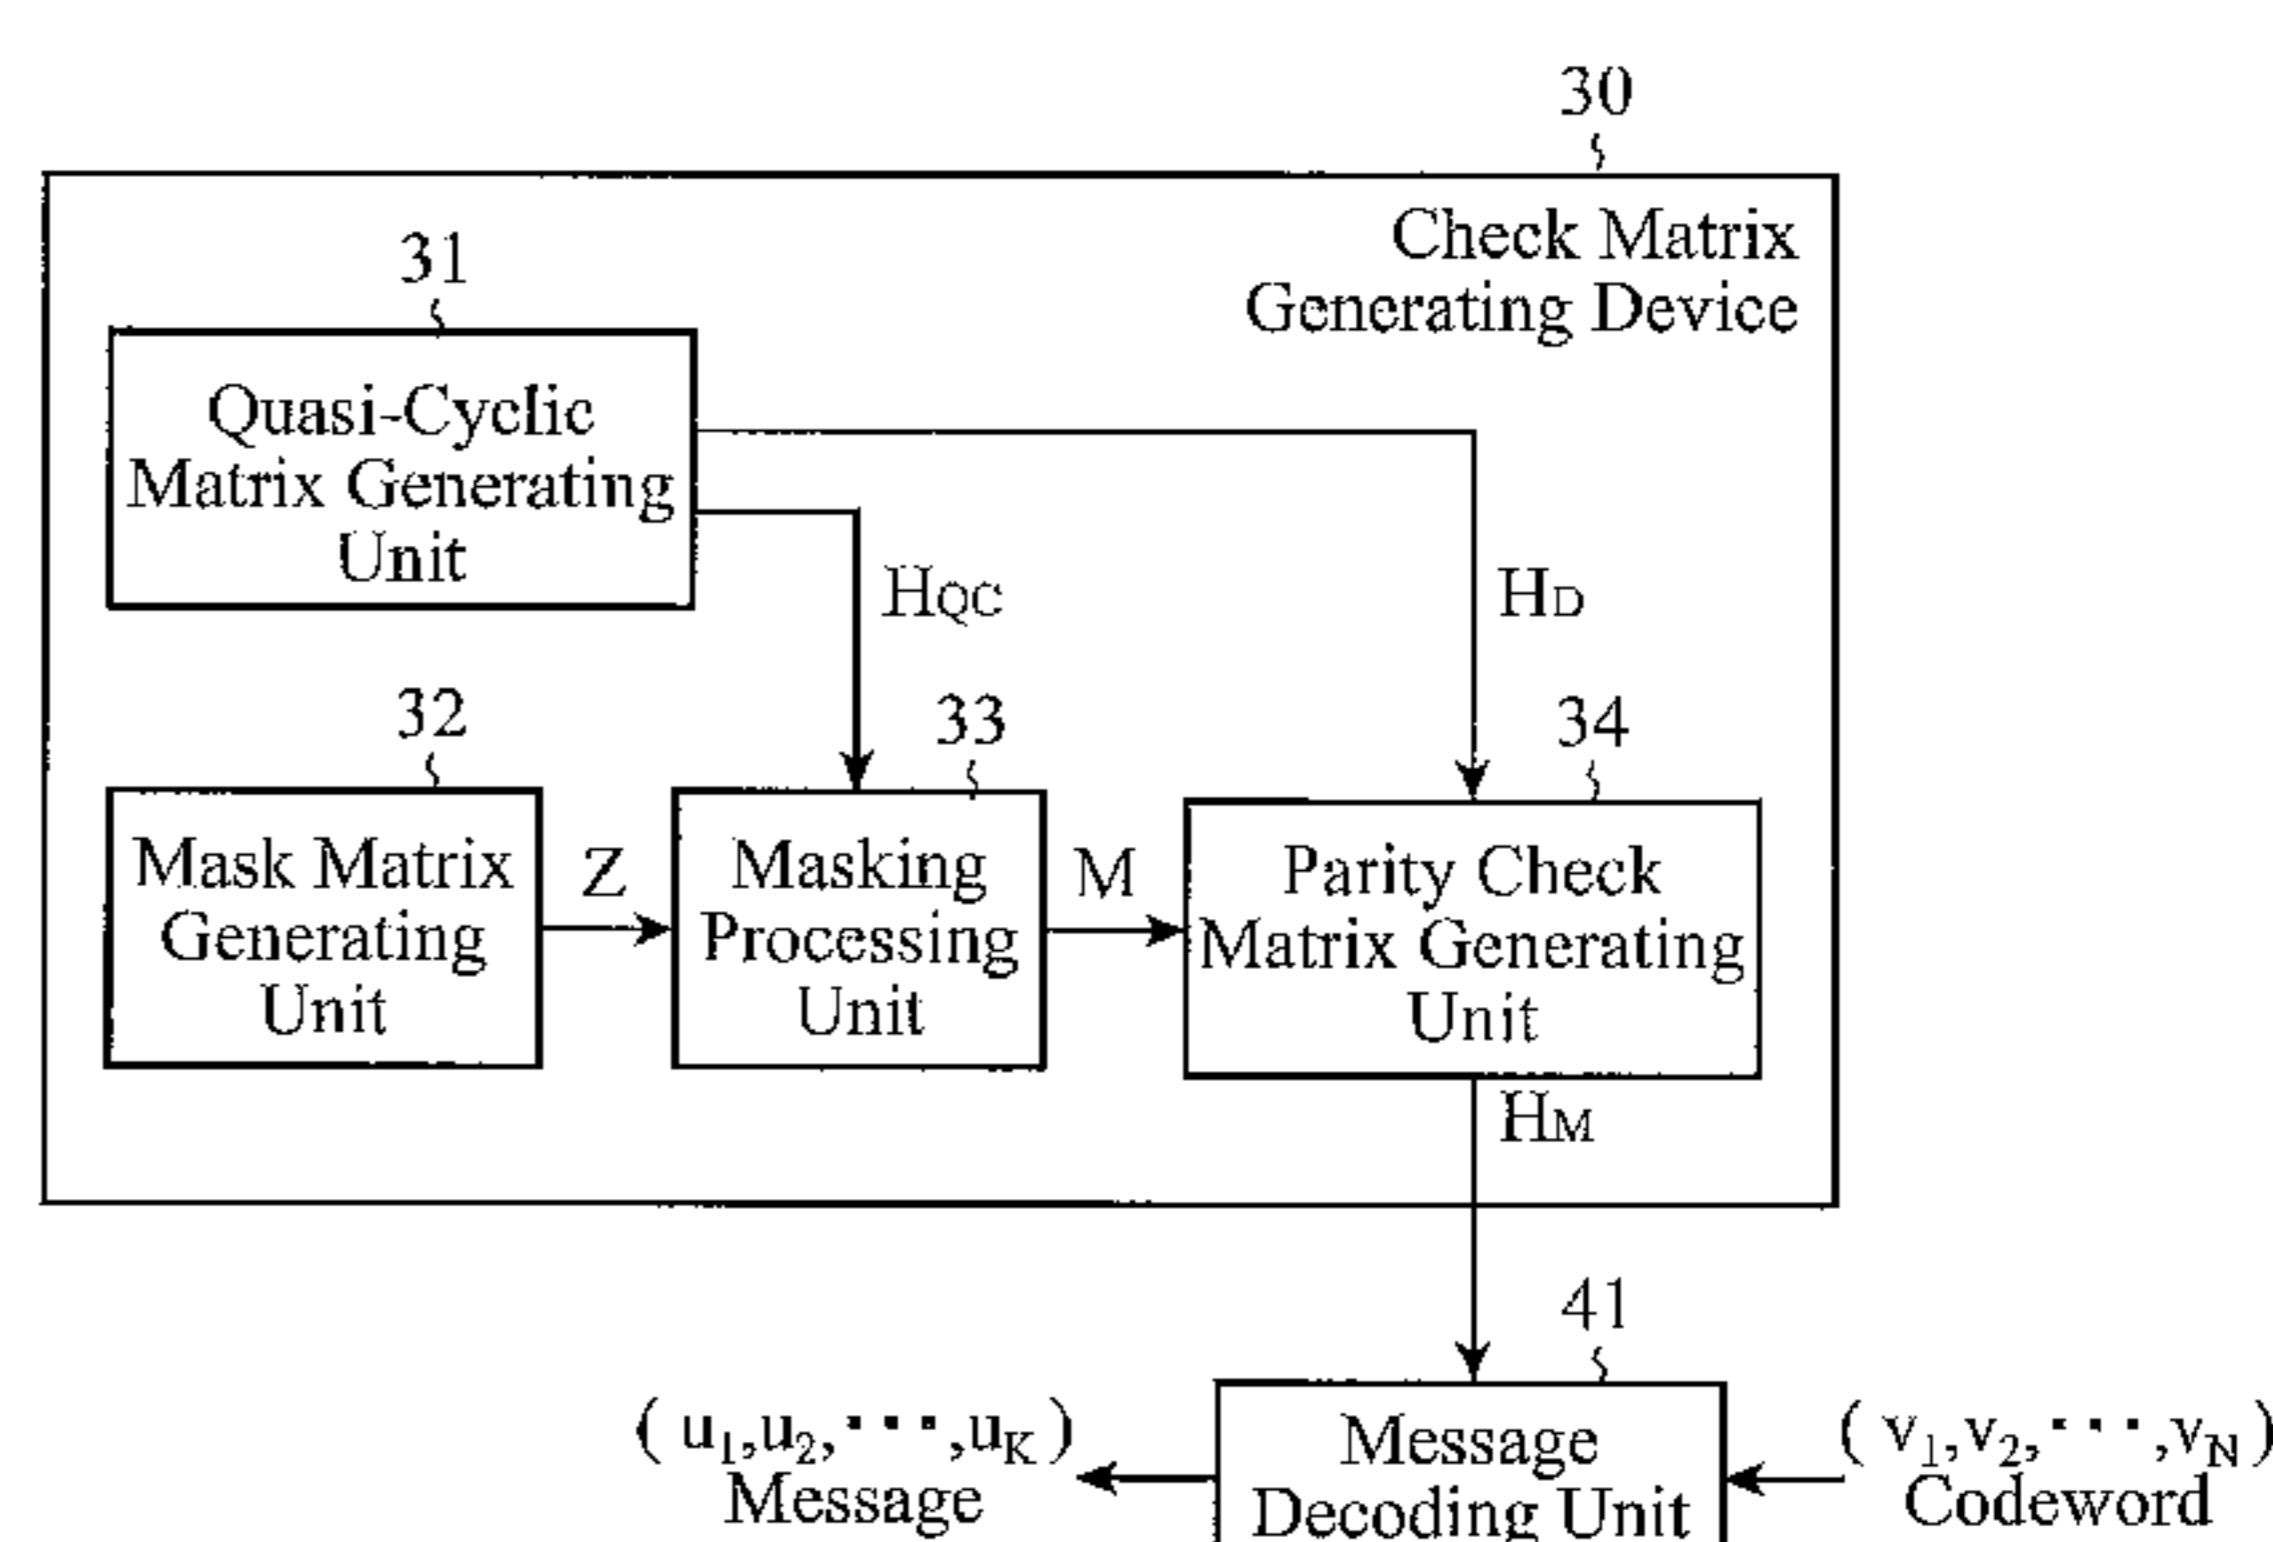 30
Check Matrix
Generating Device
31
Quasi-Cyclic
Matrix Generating
Unit
HQC
HD
32
33
34
Mask Matrix
Generating
Unit
Z
Masking
Processing
Unit
M
Parity Check
Matrix Generating
Unit
HM
41
(u1,u2,···,uK)
Message
Message
Decoding Unit
(v1,v2,···,vN)
Codeword